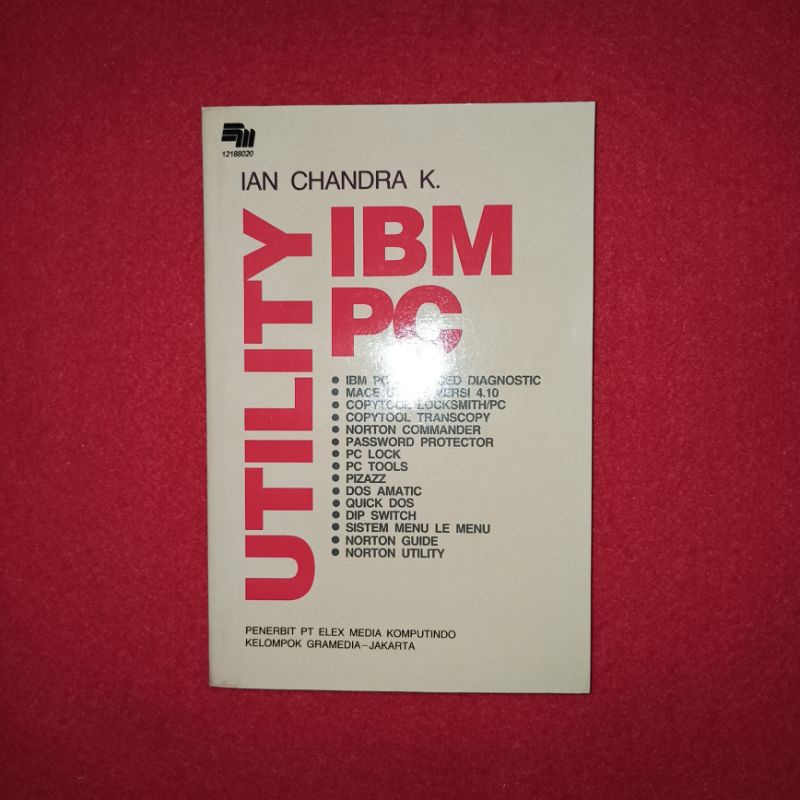 12188020
IAN CHANDRA K.
UTILITY
IBM
PC
• IBM PC DIAGNOSTIC
• MACE VERSI 4.10
• COPYTOOL LOCKSMITH/PC
• COPYTOOL TRANSCOPY
• NORTON COMMANDER
• PASSWORD PROTECTOR
• PC LOCK
• PC TOOLS
• PIZAZZ
• DOS AMATIC
• QUICK DOS
• DIP SWITCH
• SISTEM MENU LE MENU
• NORTON GUIDE
• NORTON UTILITY
PENERBIT PT ELEX MEDIA KOMPUTINDO
KELOMPOK GRAMEDIA–JAKARTA